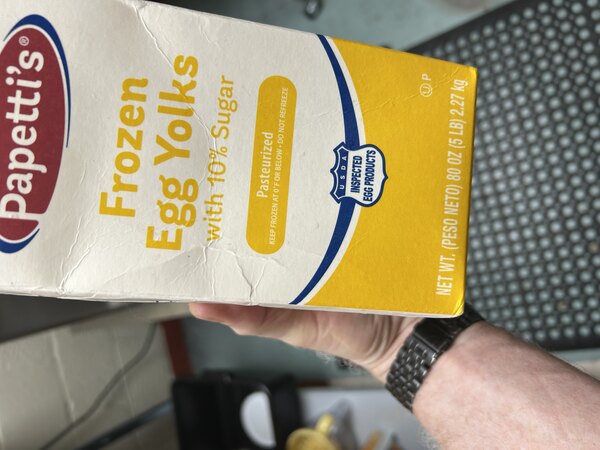 Papetti's®
Frozen
Egg Yolks
with 10% Sugar
Pasteurized
KEEP FROZEN AT 0°F OR BELOW • DO NOT REFREEZE
USDA
INSPECTED
EGG PRODUCTS
U P
NET WT. (PESO NETO) 80 OZ (5 LB) 2.27 kg